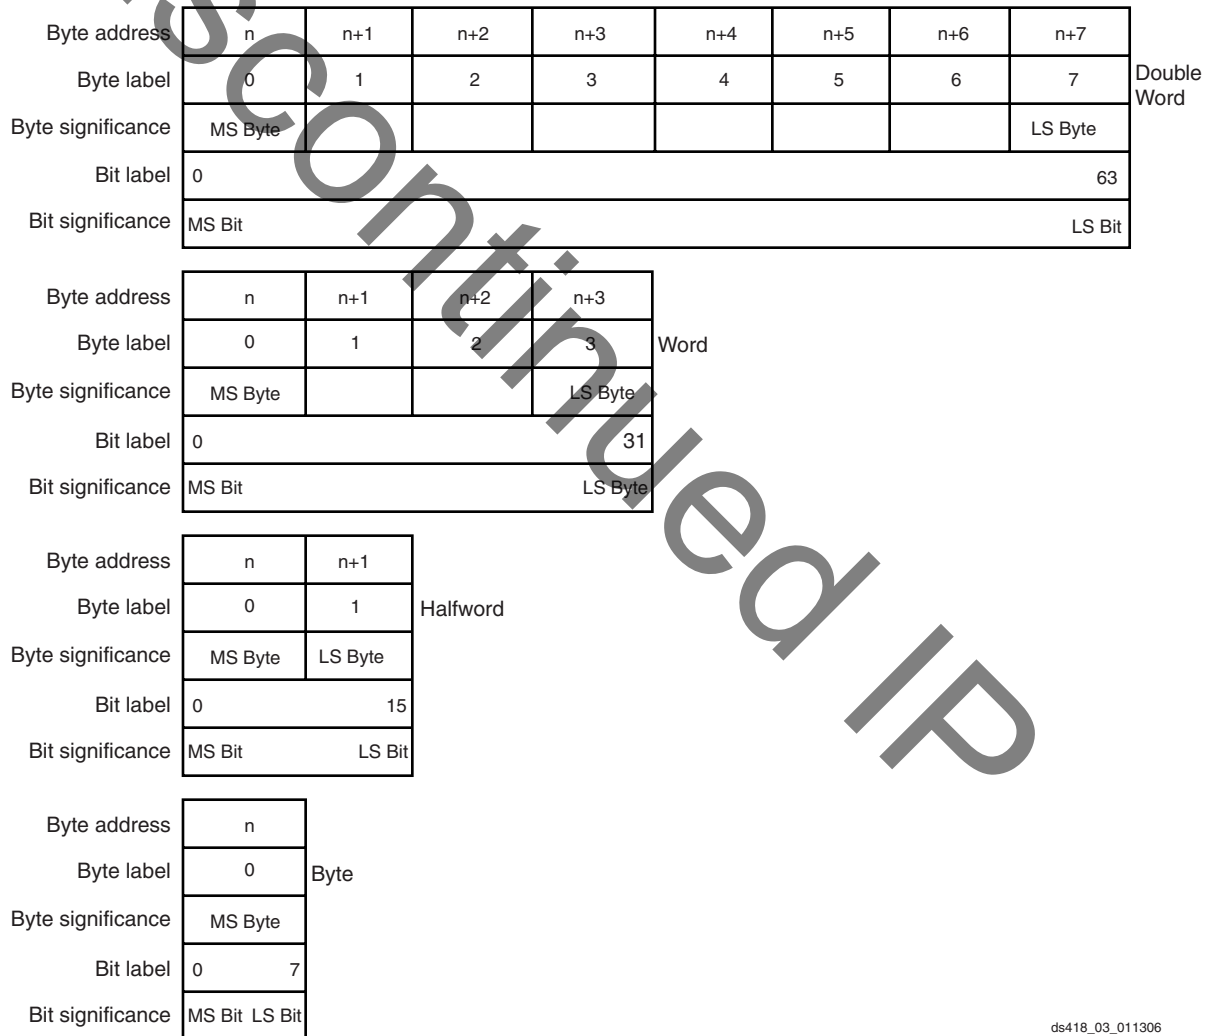 Byte address n n+1 n+2 n+3 n+4 n+5 n+6 n+7
Byte label 0 1 2 3 4 5 6 7 Double Word
Byte significance MS Byte LS Byte
Bit label 0 63
Bit significance MS Bit LS Bit
Byte address n n+1 n+2 n+3
Byte label 0 1 2 3 Word
Byte significance MS Byte LS Byte
Bit label 0 31
Bit significance MS Bit LS Byte
Byte address n n+1
Byte label 0 1 Halfword
Byte significance MS Byte LS Byte
Bit label 0 15
Bit significance MS Bit LS Bit
Byte address n
Byte label 0 Byte
Byte significance MS Byte
Bit label 0 7
Bit significance MS Bit LS Bit
ds418_03_011306
scontinued IP